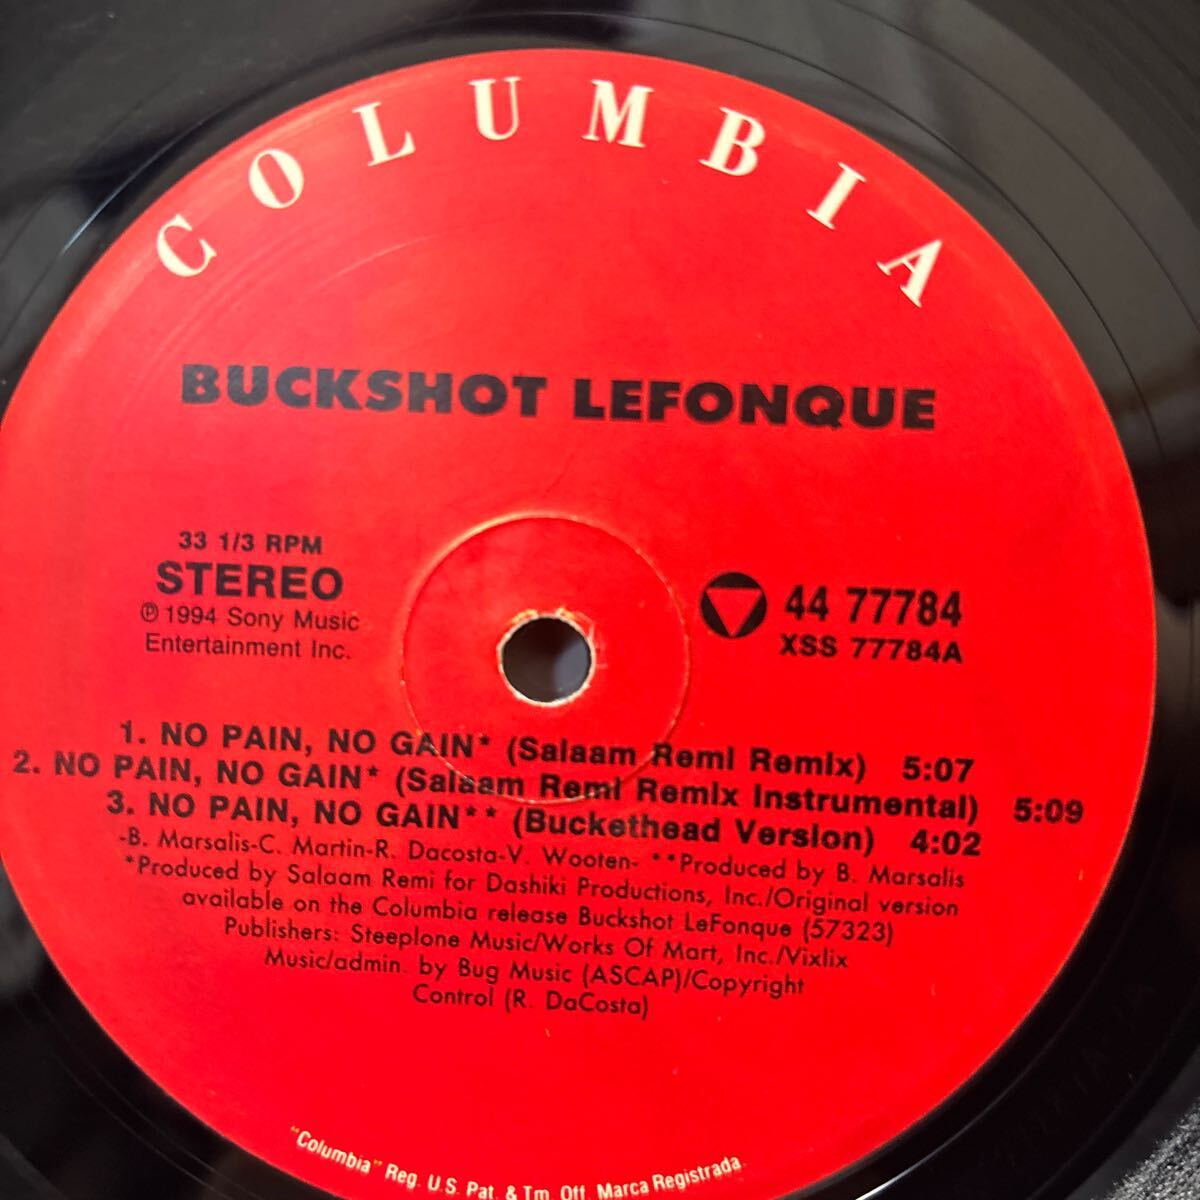 COLUMBIA
BUCKSHOT LEFONQUE
33 1/3 RPM
STEREO
℗ 1994 Sony Music
Entertainment Inc.
44 77784
XSS 77784A
1. NO PAIN, NO GAIN* (Salaam Remi Remix) 5:07
2. NO PAIN, NO GAIN* (Salaam Remi Remix Instrumental) 5:09
3. NO PAIN, NO GAIN** (Buckethead Version) 4:02
-B. Marsalis-C. Martin-R. Dacosta-V. Wooten- **Produced by B. Marsalis
*Produced by Salaam Remi for Dashiki Productions, Inc./Original version
available on the Columbia release Buckshot LeFonque (57323)
Publishers: Steeplone Music/Works Of Mart, Inc./Vixlix
Music/admin. by Bug Music (ASCAP)/Copyright
Control (R. DaCosta)
"Columbia" Reg. U.S. Pat. & Tm. Off. Marca Registrada.